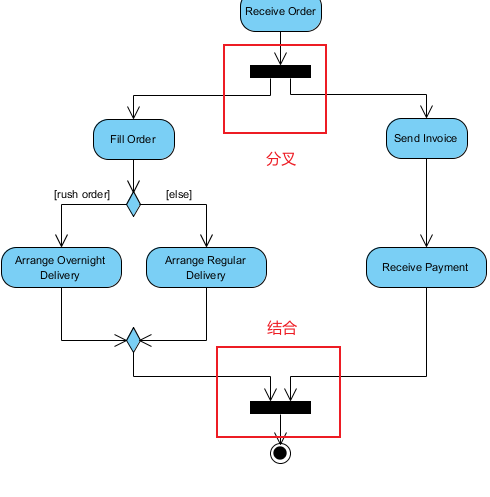 Receive Order
分叉
Fill Order
Send Invoice
[rush order]
[else]
Arrange Overnight
Delivery
Arrange Regular
Delivery
Receive Payment
结合